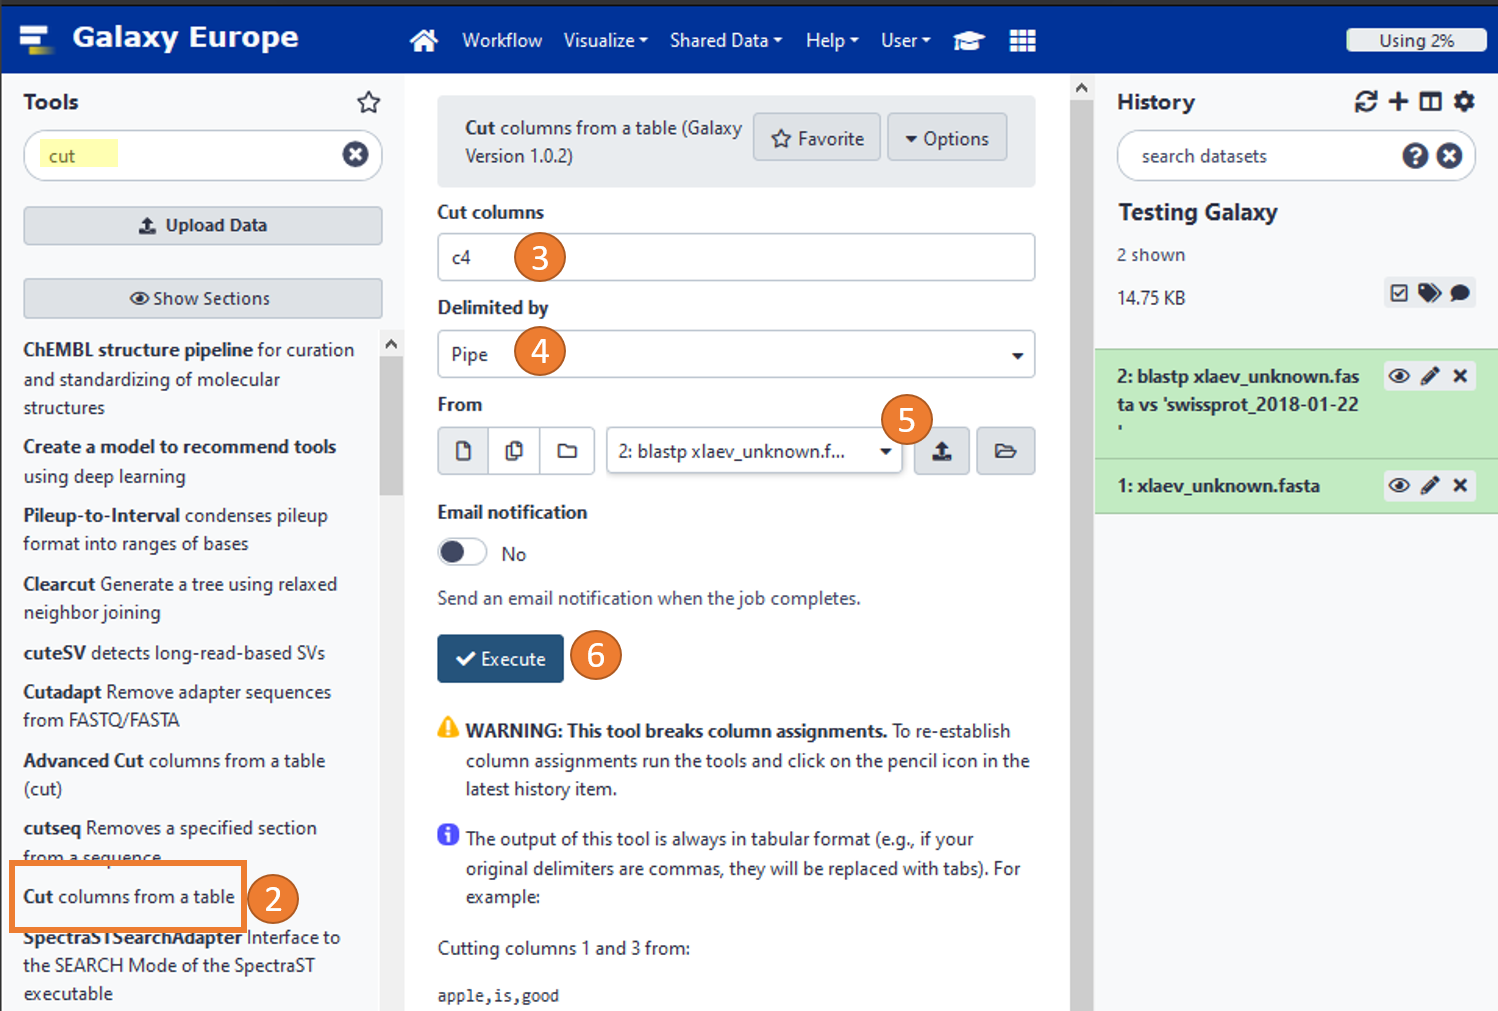 Galaxy Europe
Workflow Visualize Shared Data Help User
Using 2%
Tools
cut
Upload Data
Show Sections
ChEMBL structure pipeline for curation
and standardizing of molecular
structures
Create a model to recommend tools
using deep learning
Pileup-to-Interval condenses pileup
format into ranges of bases
Clearcut Generate a tree using relaxed
neighbor joining
cuteSV detects long-read-based SVs
Cutadapt Remove adapter sequences
from FASTQ/FASTA
Advanced Cut columns from a table
(cut)
cutseq Removes a specified section
from a sequence
Cut columns from a table
2
SpectraSTSearchAdapter Interface to
the SEARCH Mode of the SpectraST
executable
Cut columns from a table (Galaxy
Version 1.0.2)
Favorite
Options
Cut columns
c4
3
Delimited by
Pipe
4
From
2: blastp xlaev_unknown.f...
5
Email notification
No
Send an email notification when the job completes.
Execute
6
WARNING: This tool breaks column assignments. To re-establish
column assignments run the tools and click on the pencil icon in the
latest history item.
i
The output of this tool is always in tabular format (e.g., if your
original delimiters are commas, they will be replaced with tabs). For
example:
Cutting columns 1 and 3 from:
apple,is,good
History
search datasets
?
Testing Galaxy
2 shown
14.75 KB
2: blastp xlaev_unknown.fas
ta vs 'swissprot_2018-01-22
'
1: xlaev_unknown.fasta